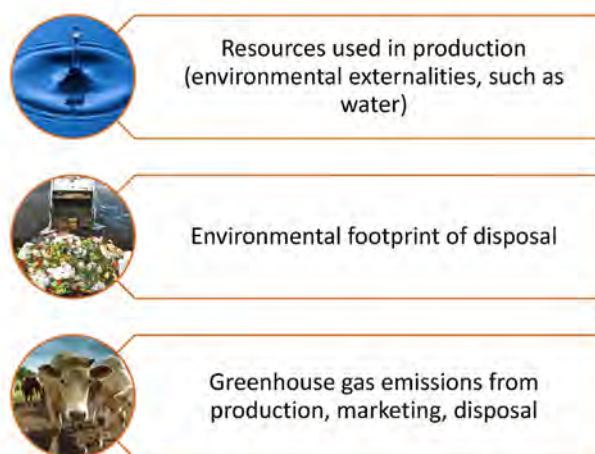 Resources used in production
(environmental externalities, such as
water)
Environmental footprint of disposal
Greenhouse gas emissions from
production, marketing, disposal